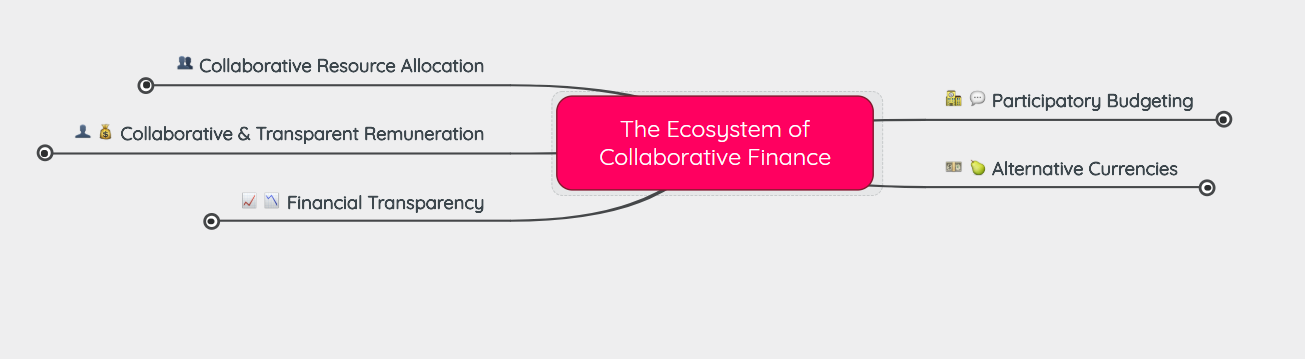 Collaborative Resource Allocation
Collaborative & Transparent Remuneration
Financial Transparency
The Ecosystem of
Collaborative Finance
Participatory Budgeting
Alternative Currencies